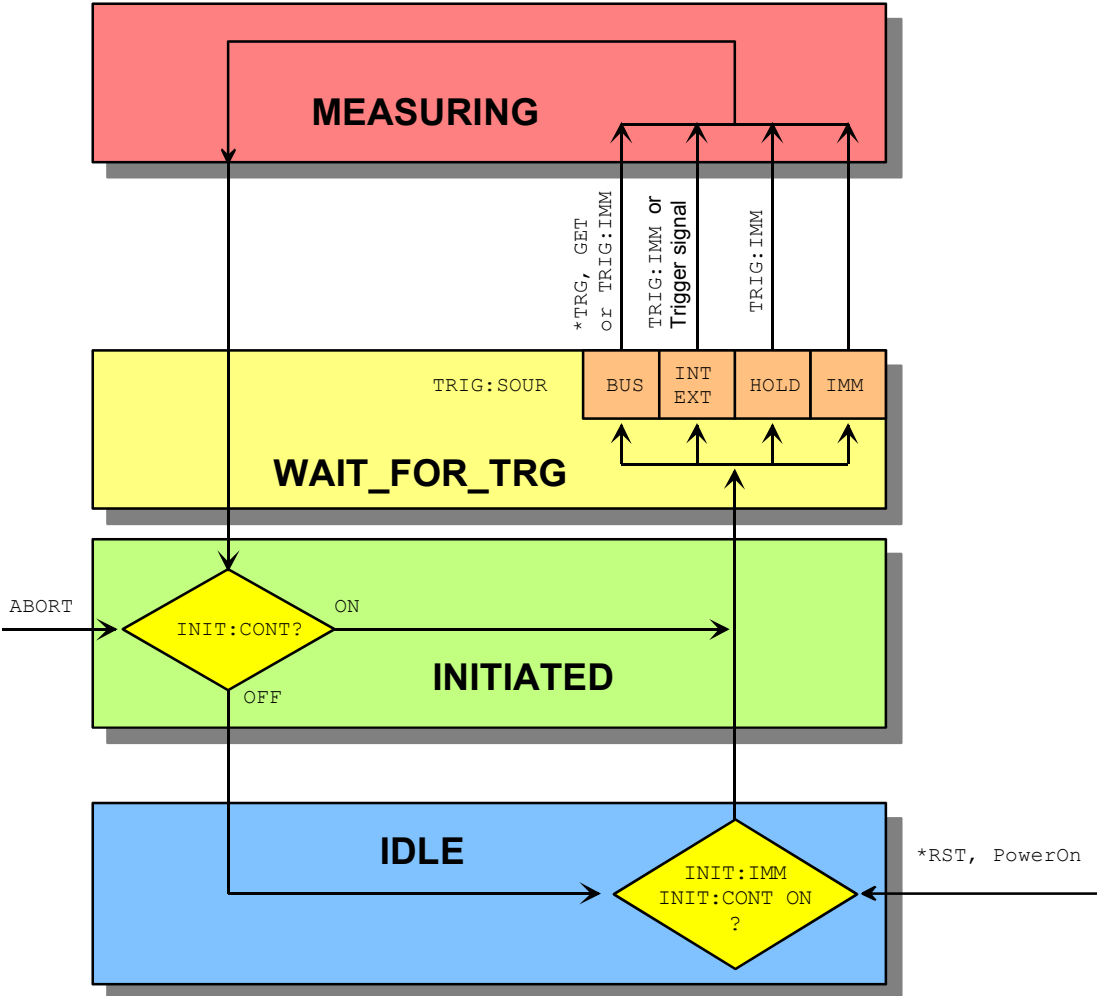 MEASURING
*TRG, GET
or TRIG:IMM
TRIG:IMM or
Trigger signal
TRIG:IMM
TRIG:SOUR
BUS
INT
EXT
HOLD
IMM
WAIT_FOR_TRG
ABORT
INIT:CONT?
ON
INITIATED
OFF
IDLE
INIT:IMM
INIT:CONT ON
?
*RST, PowerOn